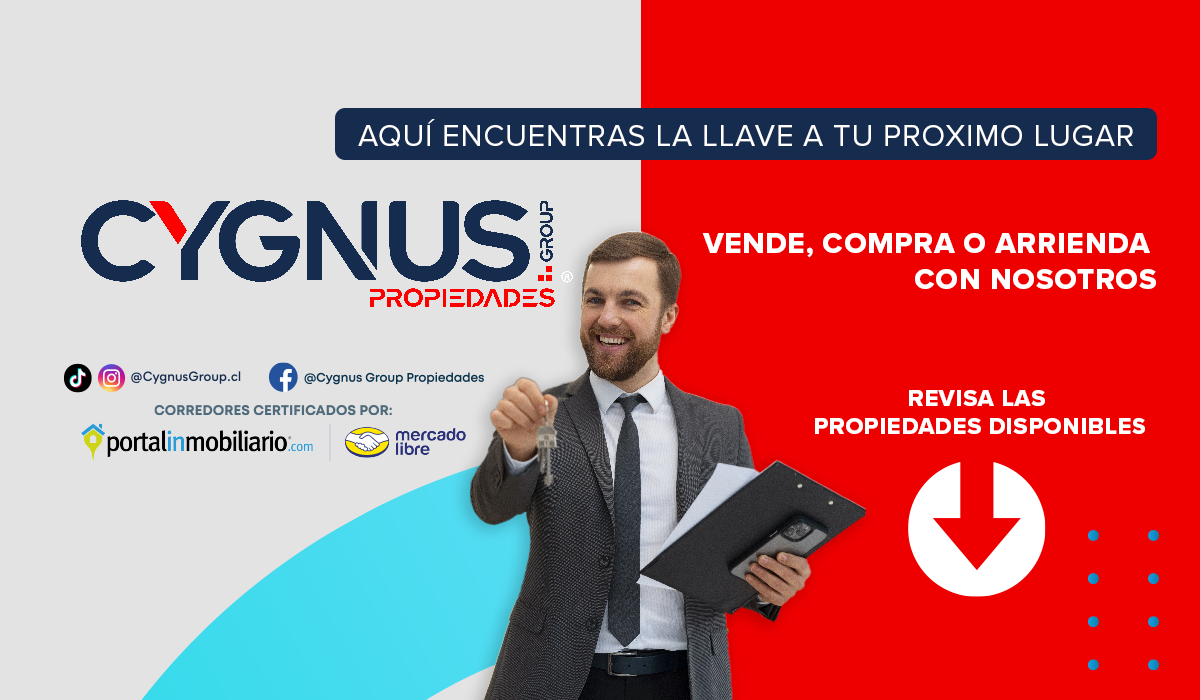 AQUÍ ENCUENTRAS LA LLAVE A TU PROXIMO LUGAR
CYGNUS GROUP
®
PROPIEDADES
VENDE, COMPRA O ARRIENDA
CON NOSOTROS
@CygnusGroup.cl
@Cygnus Group Propiedades
CORREDORES CERTIFICADOS POR:
portalinmobiliario.com
mercado
libre
REVISA LAS
PROPIEDADES DISPONIBLES